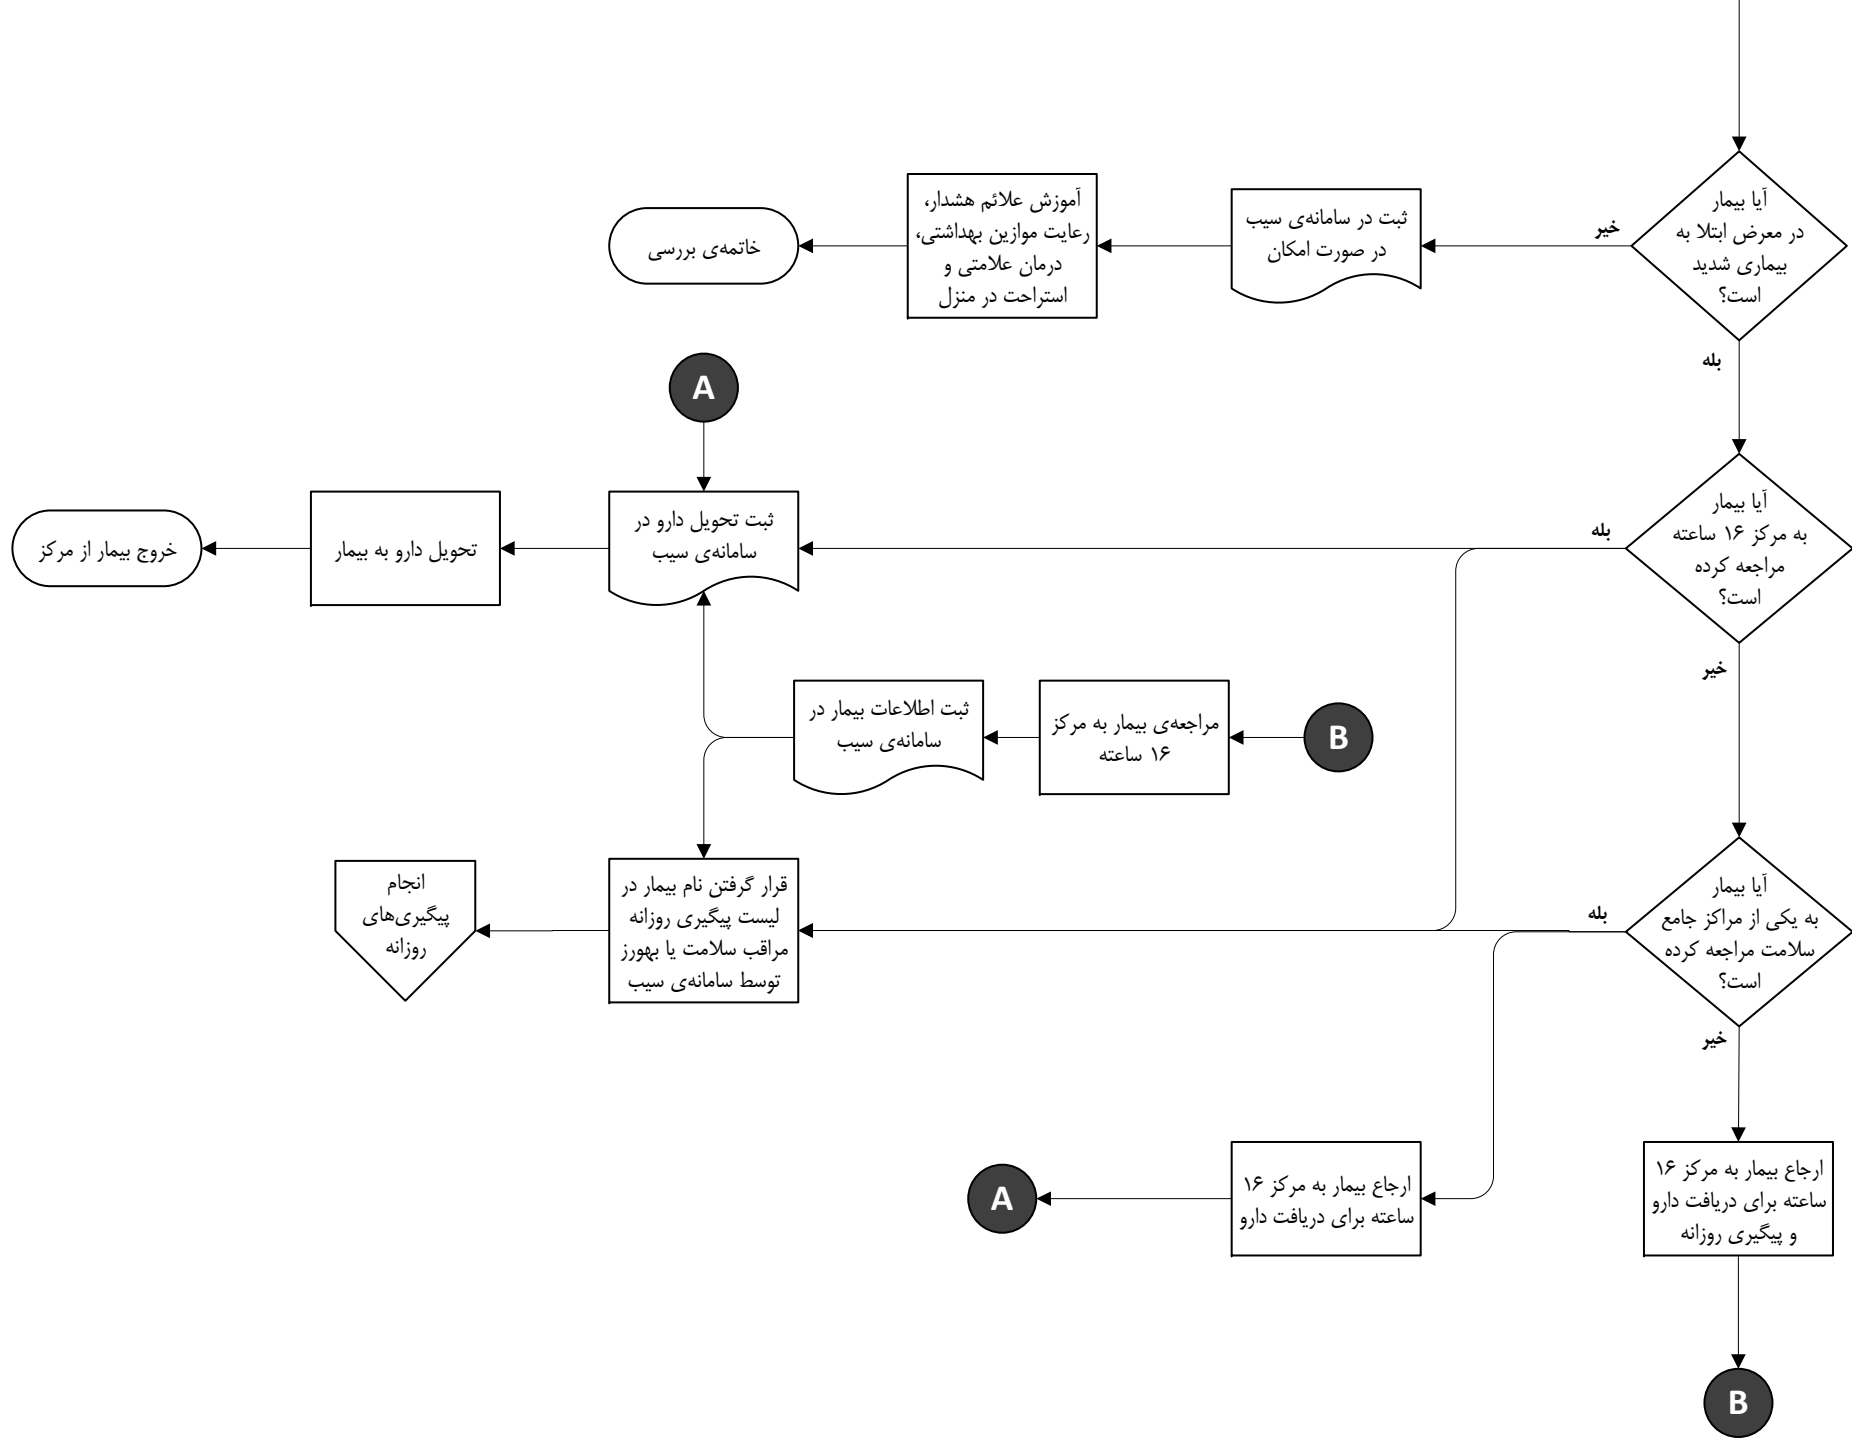 آیا بیمار
در معرض ابتلا به
بیماری شدید
است؟
خیر
ثبت در سامانه‌ی سیب
در صورت امکان
آموزش علائم هشدار،
رعایت موازین بهداشتی،
درمان علامتی و
استراحت در منزل
خاتمه‌ی بررسی
بله
A
آیا بیمار
به مرکز ۱۶ ساعته
مراجعه کرده
است؟
بله
ثبت تحویل دارو در
سامانه‌ی سیب
تحویل دارو به بیمار
خروج بیمار از مرکز
خیر
B
مراجعه‌ی بیمار به مرکز
۱۶ ساعته
ثبت اطلاعات بیمار در
سامانه‌ی سیب
آیا بیمار
به یکی از مراکز جامع
سلامت مراجعه کرده
است؟
بله
قرار گرفتن نام بیمار در
لیست پیگیری روزانه
مراقب سلامت یا بهورز
توسط سامانه‌ی سیب
انجام
پیگیری‌های
روزانه
خیر
ارجاع بیمار به مرکز ۱۶
ساعته برای دریافت دارو
و پیگیری روزانه
ارجاع بیمار به مرکز ۱۶
ساعته برای دریافت دارو
A
B